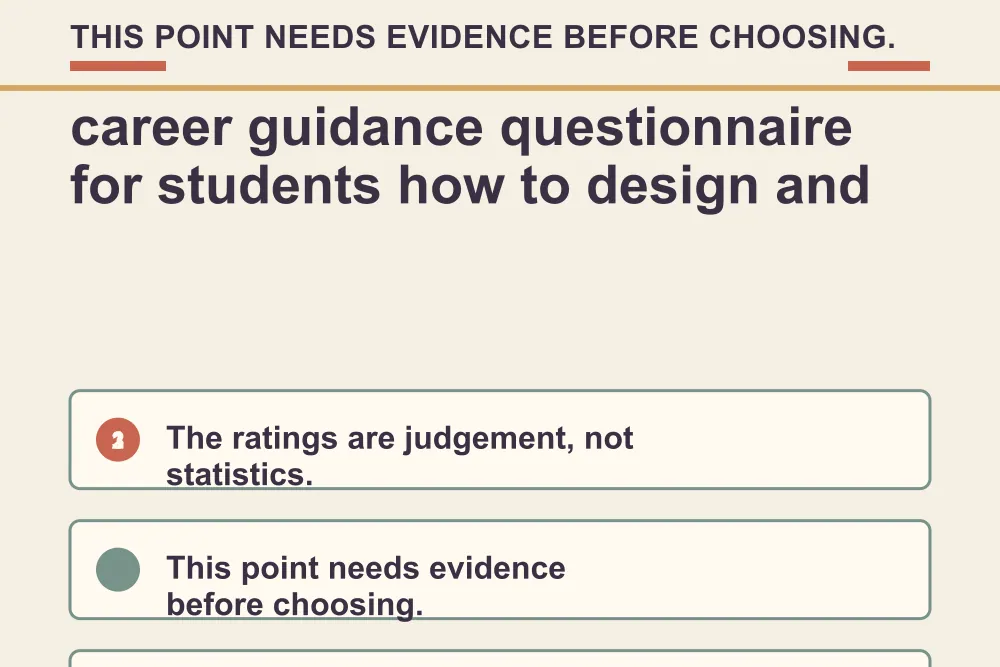 THIS POINT NEEDS EVIDENCE BEFORE CHOOSING.
career guidance questionnaire
for students how to design and
The ratings are judgement, not
statistics.
This point needs evidence
before choosing.